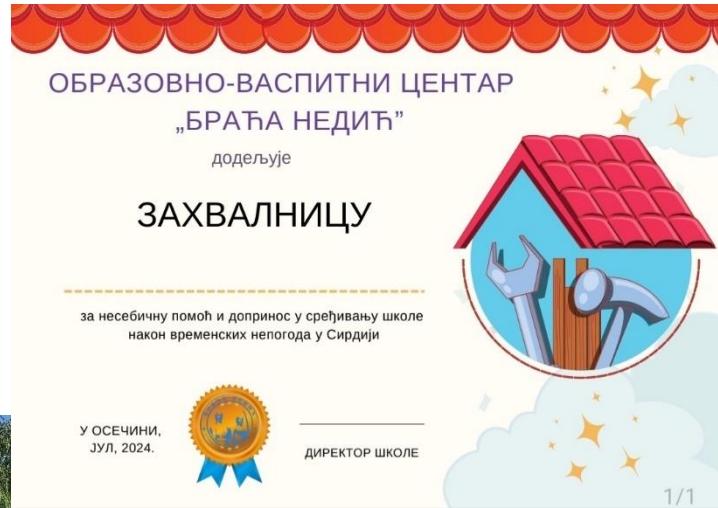 ОБРАЗОВНО-ВАСПИТНИ ЦЕНТАР
„БРАЋА НЕДИЋ”
додељује
ЗАХВАЛНИЦУ
за несебичну помоћ и допринос у сређивању школе
након временских непогода у Сирдији
У ОСЕЧИНИ,
ЈУЛ, 2024.
ДИРЕКТОР ШКОЛЕ
1/1